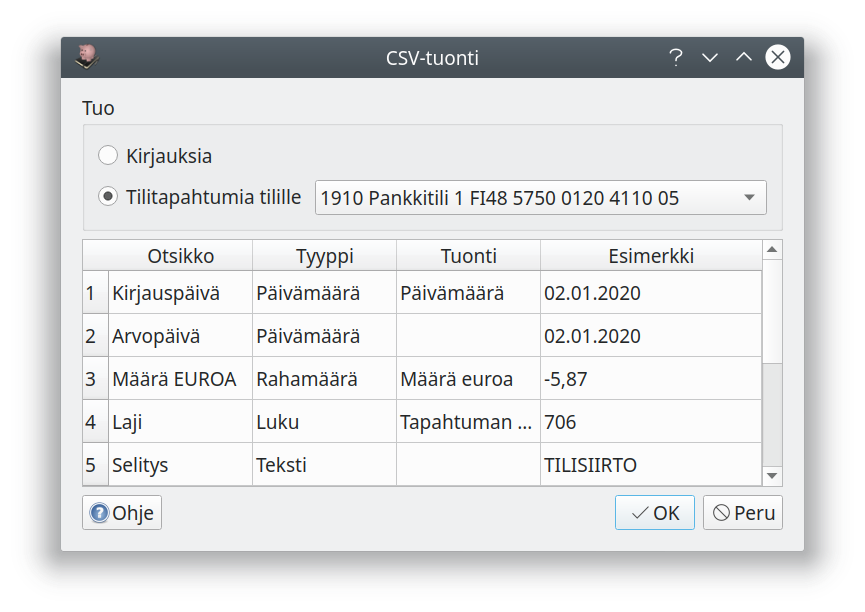 CSV-tuonti
Tuo
Kirjauksia
Tilitapahtumia tilille 1910 Pankkitili 1 FI48 5750 0120 4110 05
Otsikko Tyyppi Tuonti Esimerkki
1 Kirjauspäivä Päivämäärä Päivämäärä 02.01.2020
2 Arvopäivä Päivämäärä 02.01.2020
3 Määrä EUROA Rahamäärä Määrä euroa -5,87
4 Laji Luku Tapahtuman ... 706
5 Selitys Teksti TILISIIRTO
Ohje OK Peru